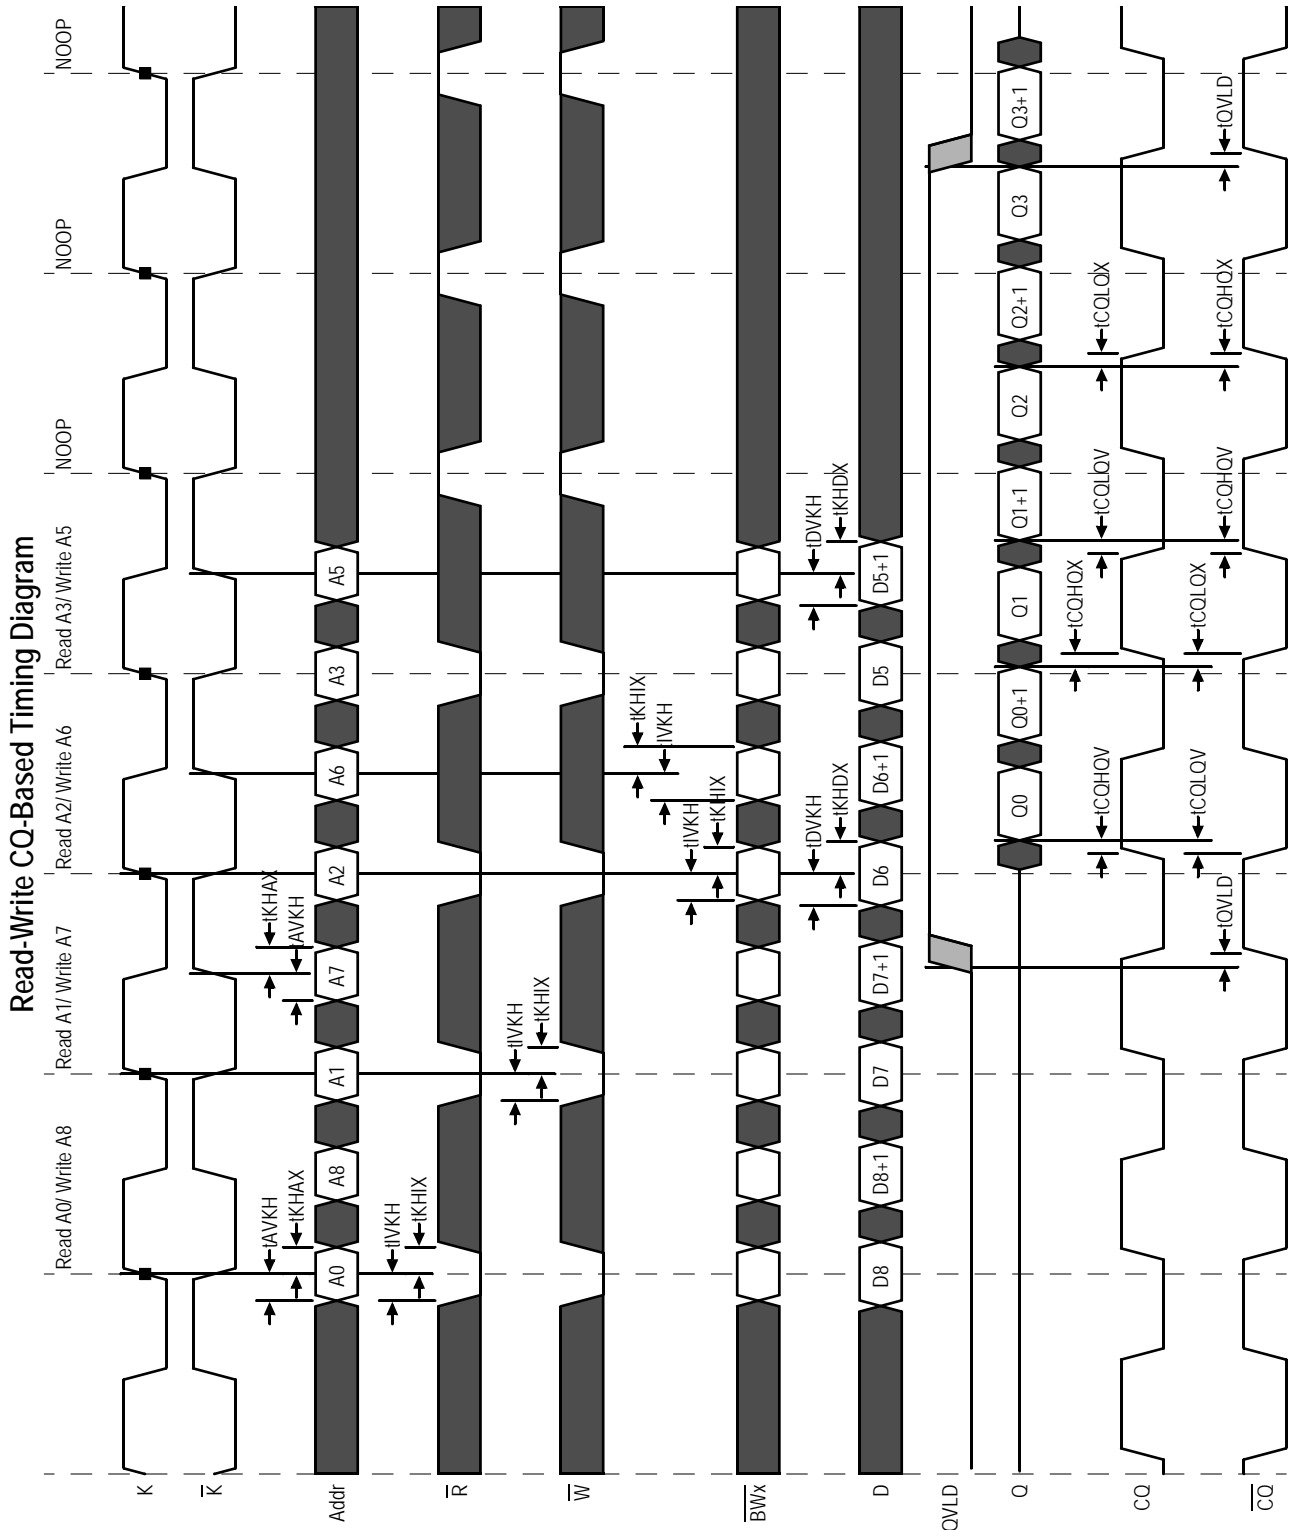 Read-Write CQ-Based Timing Diagram
Read A0/ Write A8
Read A1/ Write A7
Read A2/ Write A6
Read A3/ Write A5
NOOP
NOOP
NOOP
K
K
Addr
A0
A8
A1
A7
A2
A6
A3
A5
tAVKH
tKHAX
tKHAX
tAVKH
R
tIVKH
tKHIX
W
tIVKH
tKHIX
BWx
tIVKH
tKHIX
tKHIX
tIVKH
D
D8
D8+1
D7
D7+1
D6
D6+1
D5
D5+1
tDVKH
tKHDX
tDVKH
tKHDX
QVLD
Q
Q0
Q0+1
Q1
Q1+1
Q2
Q2+1
Q3
Q3+1
CQ
tCQHQV
tCQHQX
tCQLQV
tCQLQX
CQ
tQVLD
tCQLQV
tCQLQX
tCQHQV
tCQHQX
tQVLD